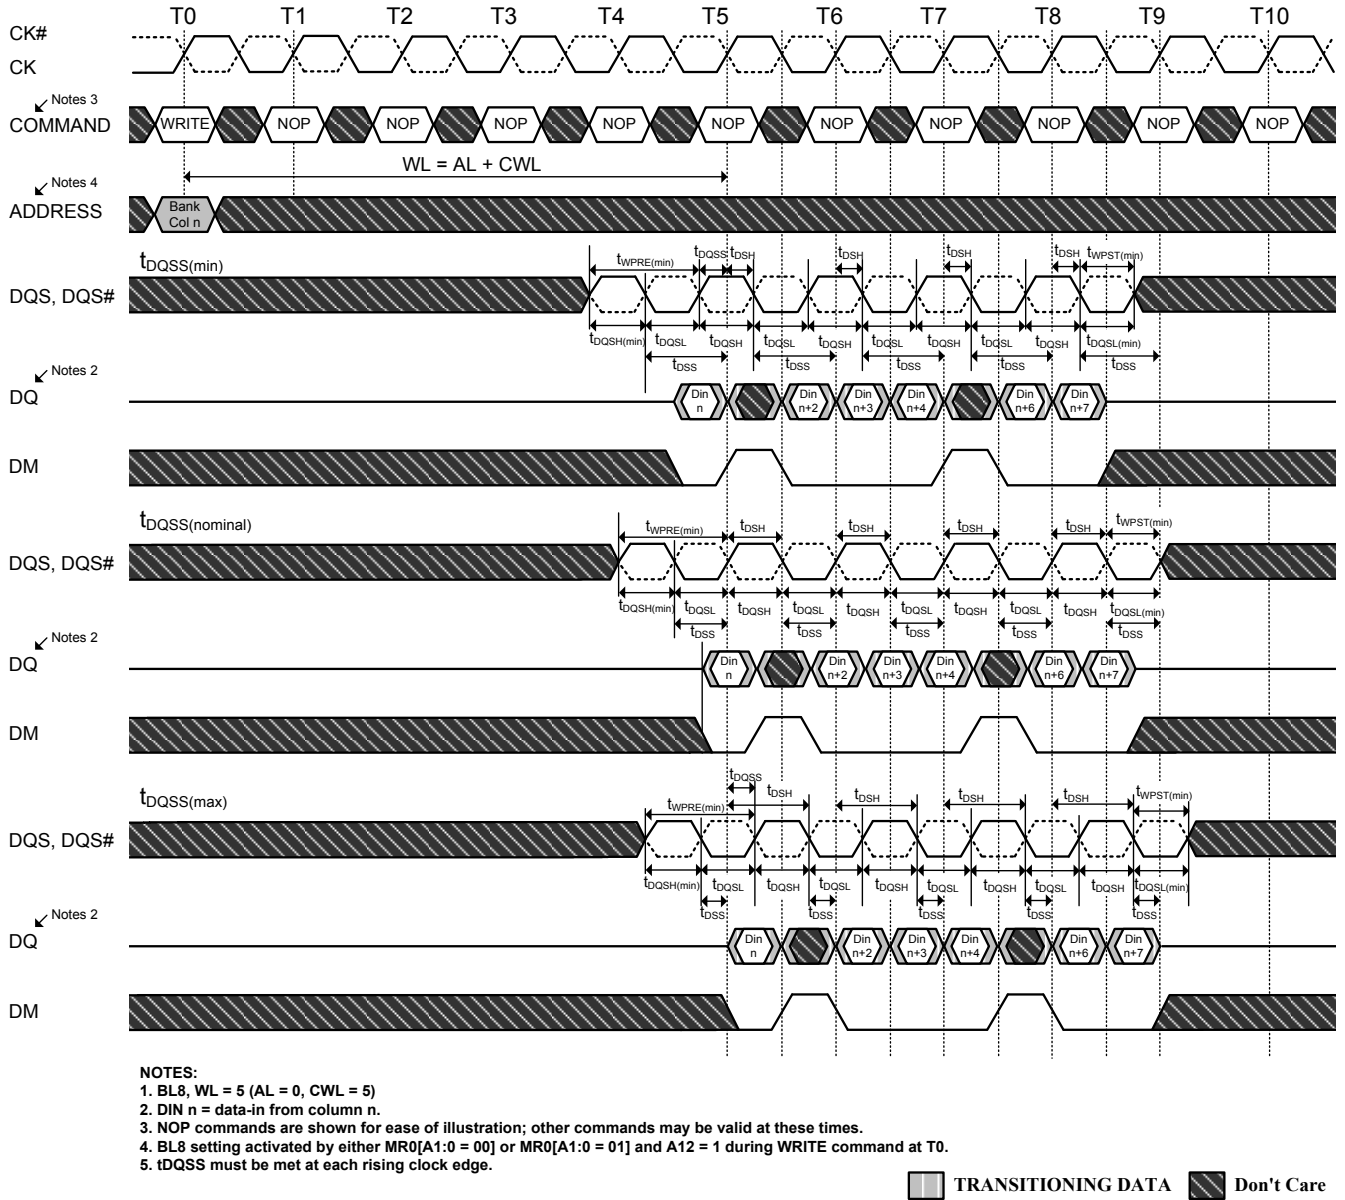 T0 T1 T2 T3 T4 T5 T6 T7 T8 T9 T10
CK#
CK
Notes 3
COMMAND WRITE NOP NOP NOP NOP NOP NOP NOP NOP NOP NOP
WL = AL + CWL
Notes 4
ADDRESS
Bank
Col n
tDQSS(min)
tWPRE(min) tDQSS tDSH tDSH tDSH tDSH tWPST(min)
DQS, DQS#
tDQSH(min) tDQSL tDQSH tDQSL tDQSH tDQSL tDQSH tDQSL tDQSH tDQSL(min)
tDSS tDSS tDSS tDSS tDSS
Notes 2
DQ
Din n Din n+2 Din n+3 Din n+4 Din n+6 Din n+7
DM
tDQSS(nominal)
tWPRE(min) tDSH tDSH tDSH tDSH tWPST(min)
DQS, DQS#
tDQSH(min) tDQSL tDQSH tDQSL tDQSH tDQSL tDQSH tDQSL tDQSH tDQSL(min)
tDSS tDSS tDSS tDSS tDSS
Notes 2
DQ
Din n Din n+2 Din n+3 Din n+4 Din n+6 Din n+7
DM
tDQSS
tDQSS(max)
tWPRE(min) tDSH tDSH tDSH tDSH tWPST(min)
DQS, DQS#
tDQSH(min) tDQSL tDQSH tDQSL tDQSH tDQSL tDQSH tDQSL tDQSH tDQSL(min)
tDSS tDSS tDSS tDSS tDSS
Notes 2
DQ
Din n Din n+2 Din n+3 Din n+4 Din n+6 Din n+7
DM
NOTES:
1. BL8, WL = 5 (AL = 0, CWL = 5)
2. DIN n = data-in from column n.
3. NOP commands are shown for ease of illustration; other commands may be valid at these times.
4. BL8 setting activated by either MR0[A1:0 = 00] or MR0[A1:0 = 01] and A12 = 1 during WRITE command at T0.
5. tDQSS must be met at each rising clock edge.
TRANSITIONING DATA Don't Care